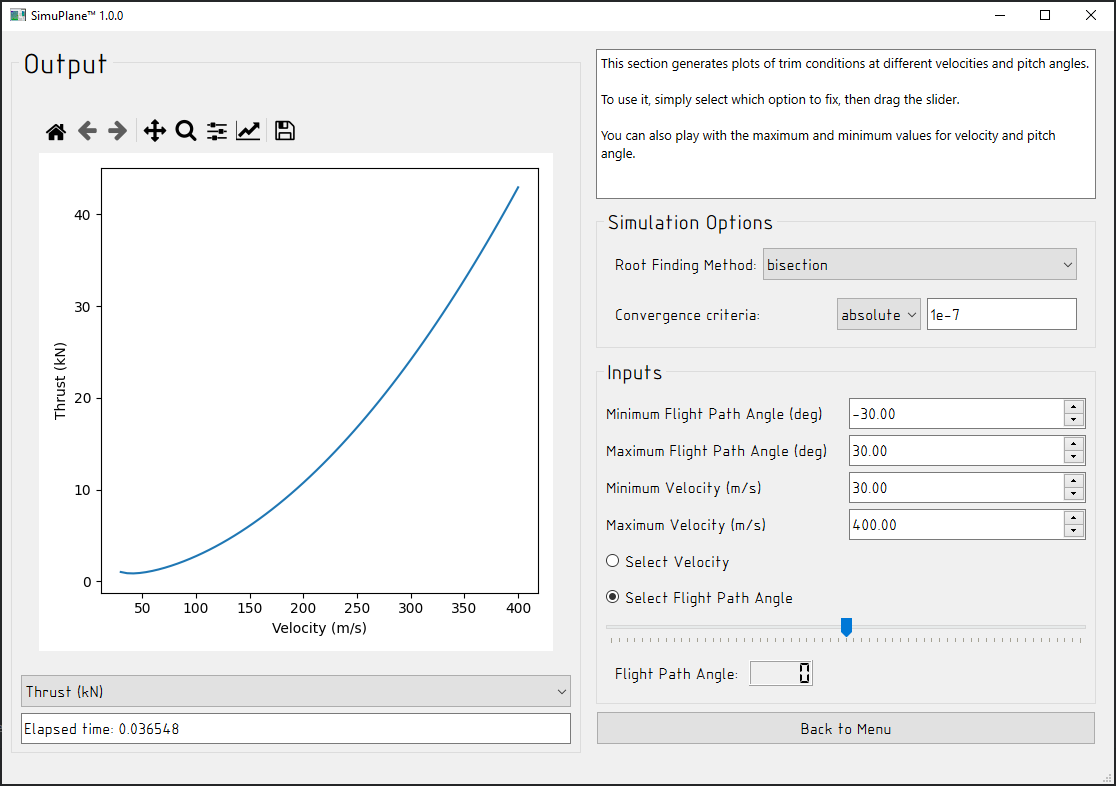 SimuPlane™ 1.0.0
Output
Thrust (kN)
40
30
20
10
0
50 100 150 200 250 300 350 400
Velocity (m/s)
Thrust (kN)
Elapsed time: 0.036548
This section generates plots of trim conditions at different velocities and pitch angles.
To use it, simply select which option to fix, then drag the slider.
You can also play with the maximum and minimum values for velocity and pitch
angle.
Simulation Options
Root Finding Method: bisection
Convergence criteria: absolute 1e-7
Inputs
Minimum Flight Path Angle (deg) -30.00
Maximum Flight Path Angle (deg) 30.00
Minimum Velocity (m/s) 30.00
Maximum Velocity (m/s) 400.00
Select Velocity
Select Flight Path Angle
Flight Path Angle: 0
Back to Menu